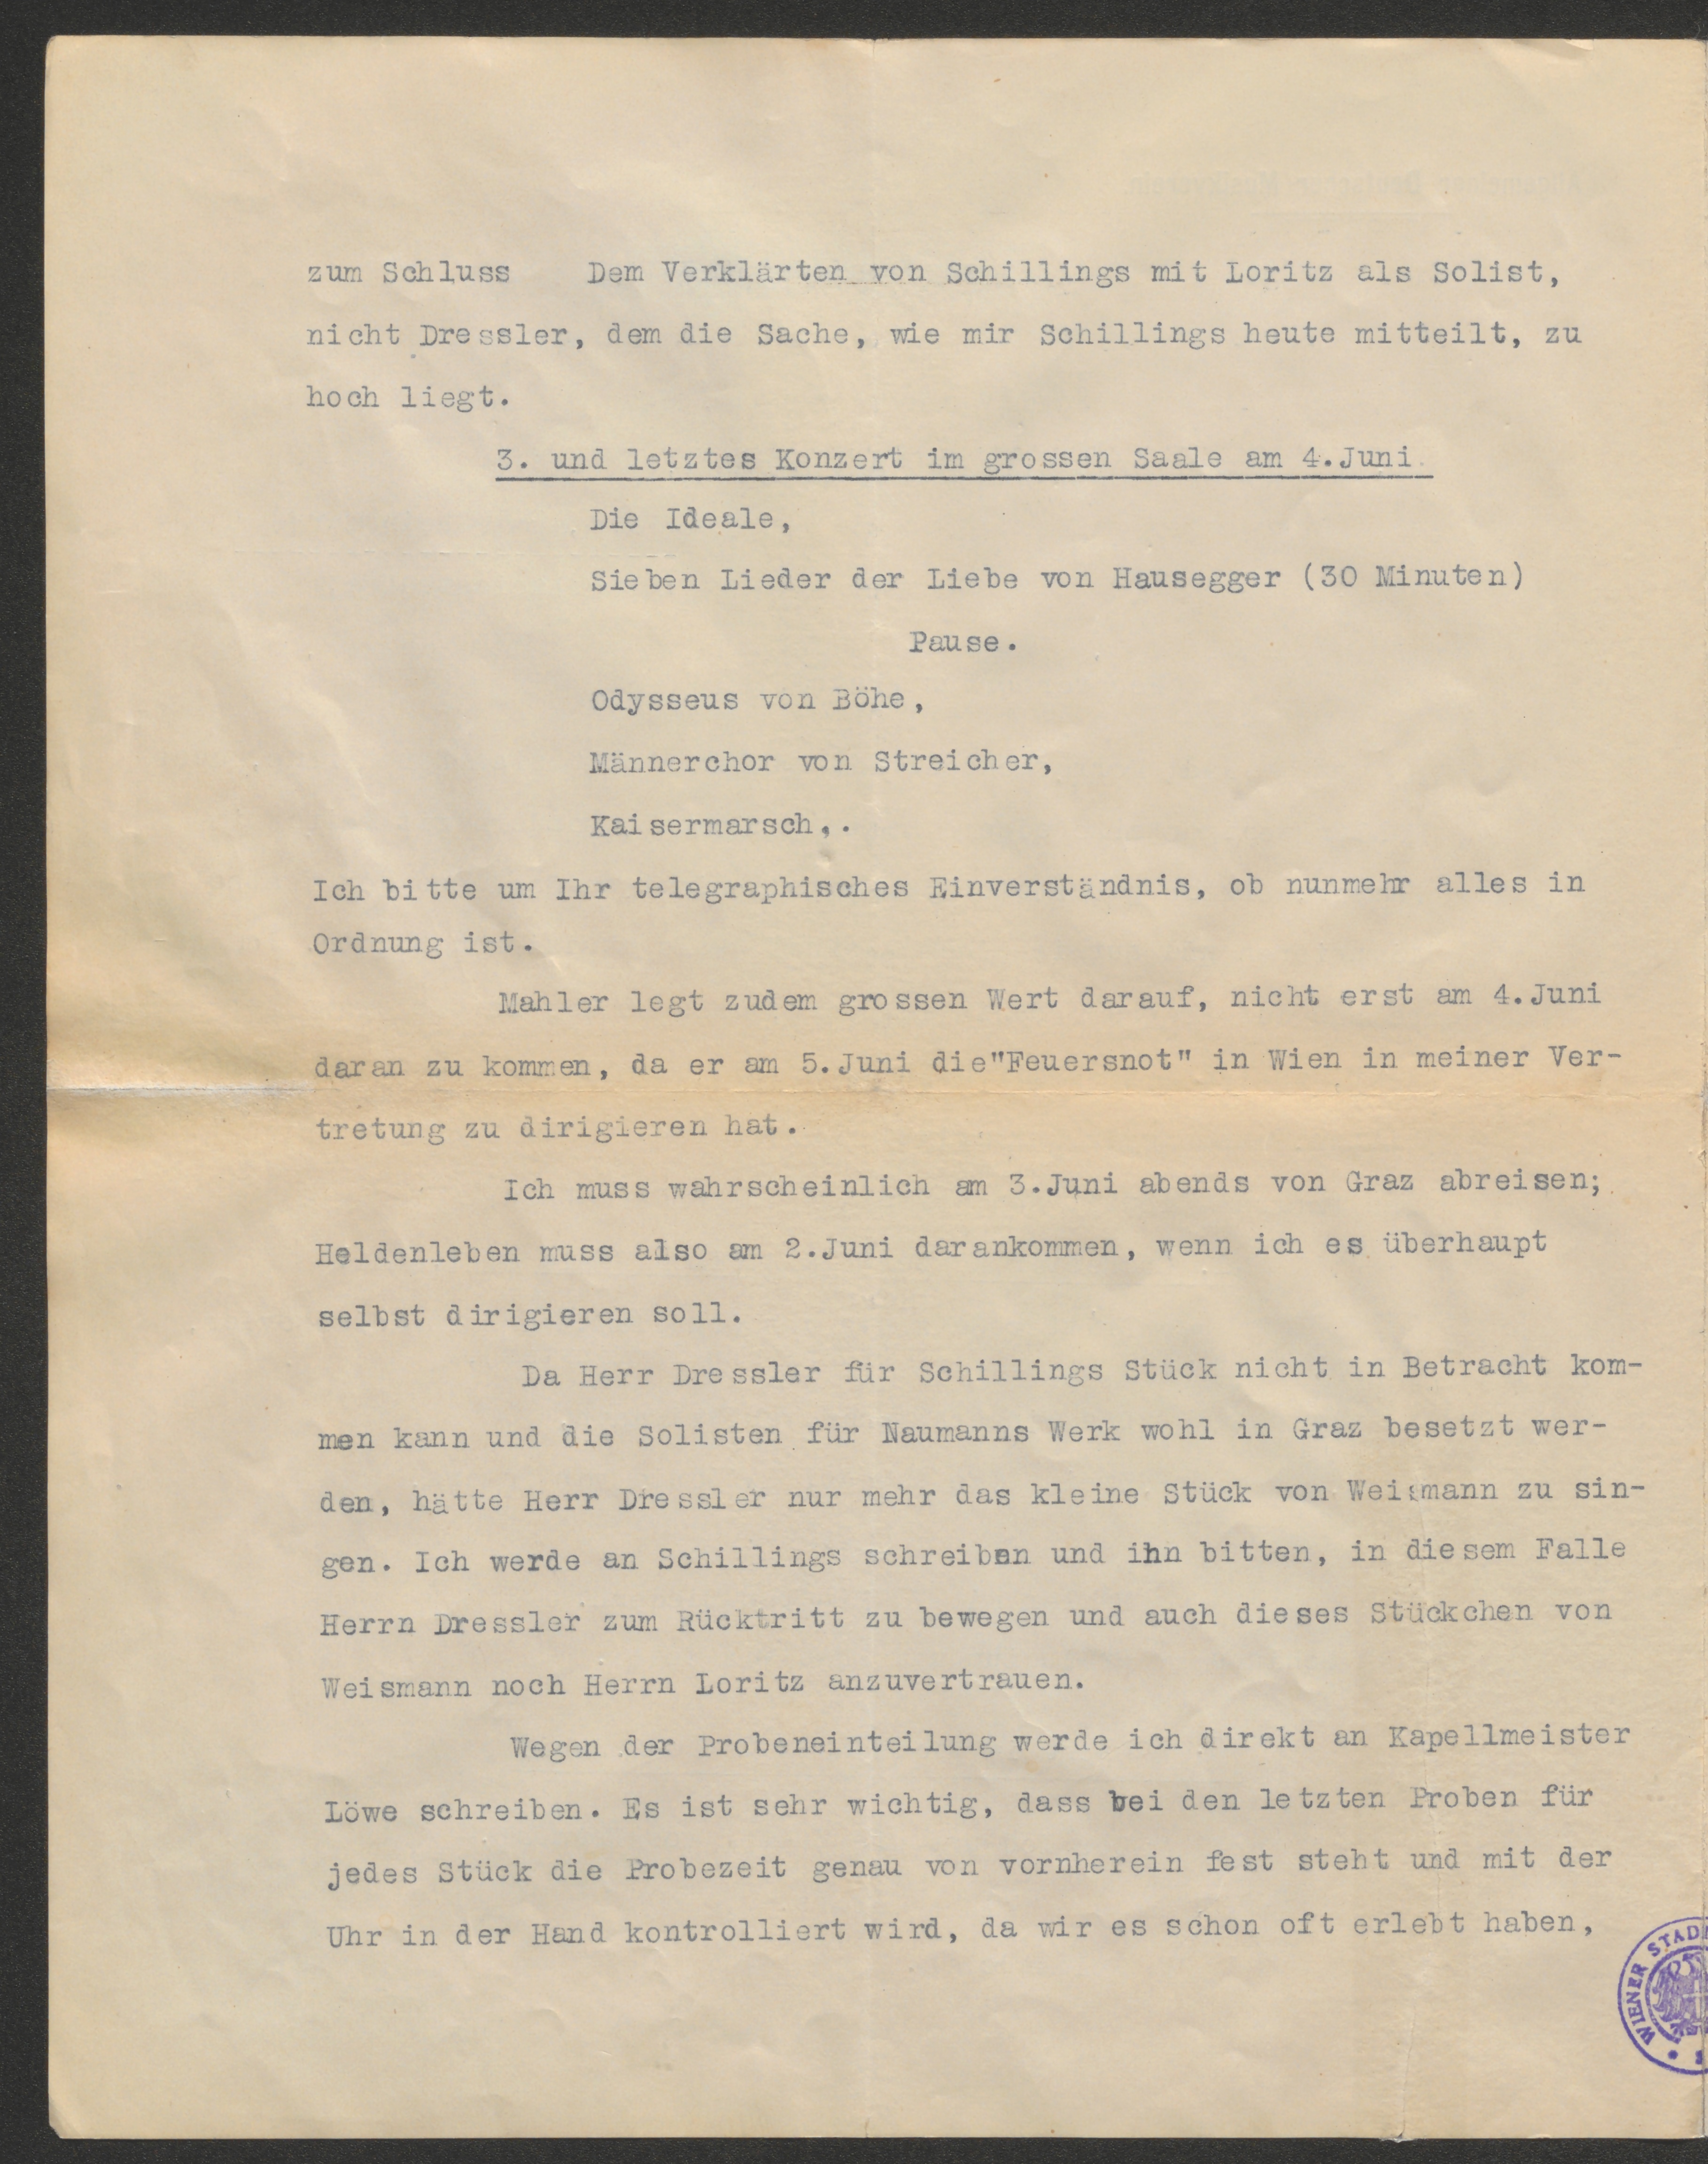 zum Schluss Dem Verklärten von Schillings mit Loritz als Solist,
nicht Dressler, dem die Sache, wie mir Schillings heute mitteilt, zu
hoch liegt.
3. und letztes Konzert im grossen Saale am 4.Juni
Die Ideale,
Sieben Lieder der Liebe von Hausegger (30 Minuten)
Pause.
Odysseus von Böhe,
Männerchor von Streicher,
Kaisermarsch,.
Ich bitte um Ihr telegraphisches Einverständnis, ob nunmehr alles in
Ordnung ist.
Mahler legt zudem grossen Wert darauf, nicht erst am 4.Juni
daran zu kommen, da er am 5.Juni die"Feuersnot" in Wien in meiner Ver-
tretung zu dirigieren hat.
Ich muss wahrscheinlich am 3.Juni abends von Graz abreisen;
Heldenleben muss also am 2.Juni darankommen, wenn ich es überhaupt
selbst dirigieren soll.
Da Herr Dressler für Schillings Stück nicht in Betracht kom-
men kann und die Solisten für Naumanns Werk wohl in Graz besetzt wer-
den, hätte Herr Dressler nur mehr das kleine Stück von Weismann zu sin-
gen. Ich werde an Schillings schreiben und ihn bitten, in diesem Falle
Herrn Dressler zum Rücktritt zu bewegen und auch dieses Stückchen von
Weismann noch Herrn Loritz anzuvertrauen.
Wegen der Probeneinteilung werde ich direkt an Kapellmeister
Löwe schreiben. Es ist sehr wichtig, dass bei den letzten Proben für
jedes Stück die Probezeit genau von vornherein fest steht und mit der
Uhr in der Hand kontrolliert wird, da wir es schon oft erlebt haben,
WIENER STAD